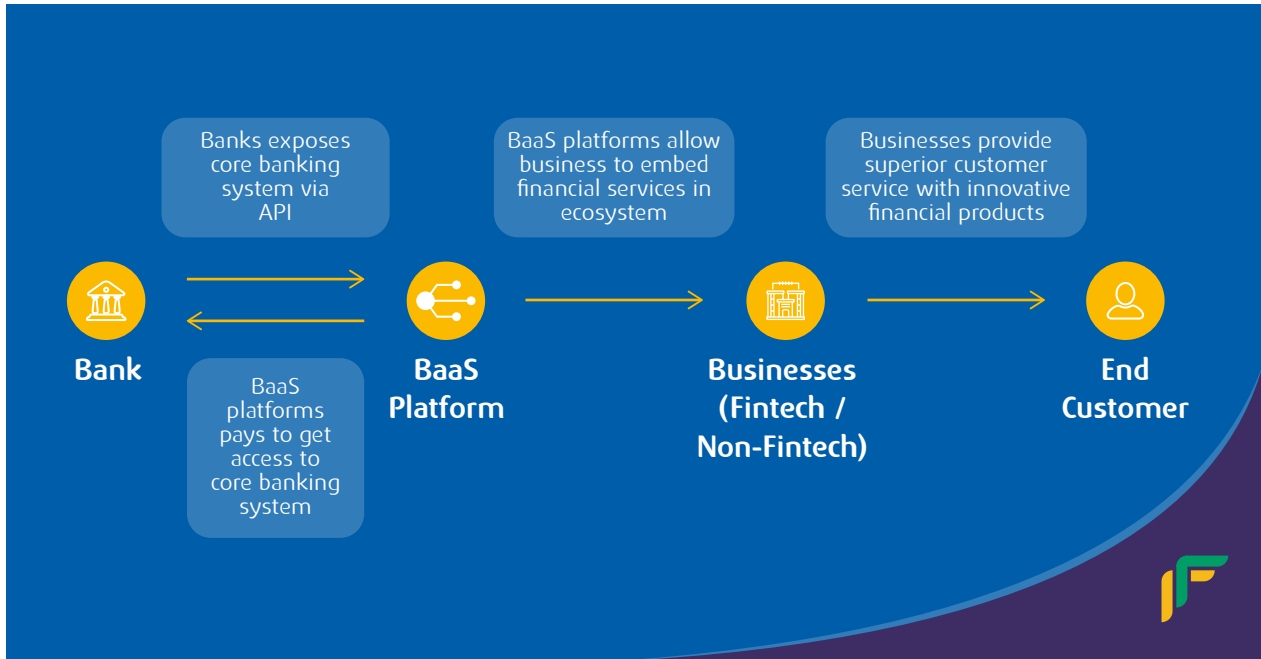 Banks exposes
core banking
system via
API
BaaS platforms allow
business to embed
financial services in
ecosystem
Businesses provide
superior customer
service with innovative
financial products
Bank
BaaS
Platform
Businesses
(Fintech /
Non-Fintech)
End
Customer
BaaS
platforms
pays to get
access to
core banking
system